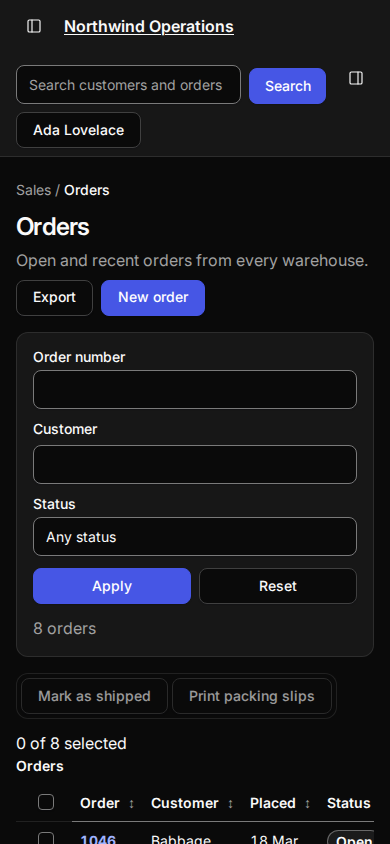 Northwind Operations
Search customers and orders Search
Ada Lovelace
Sales / Orders
Orders
Open and recent orders from every warehouse.
Export New order
Order number
Customer
Status
Any status
Apply Reset
8 orders
Mark as shipped Print packing slips
0 of 8 selected
Orders
Order ↕ Customer ↕ Placed ↕ Status
1046 Babbage 18 Mar Open